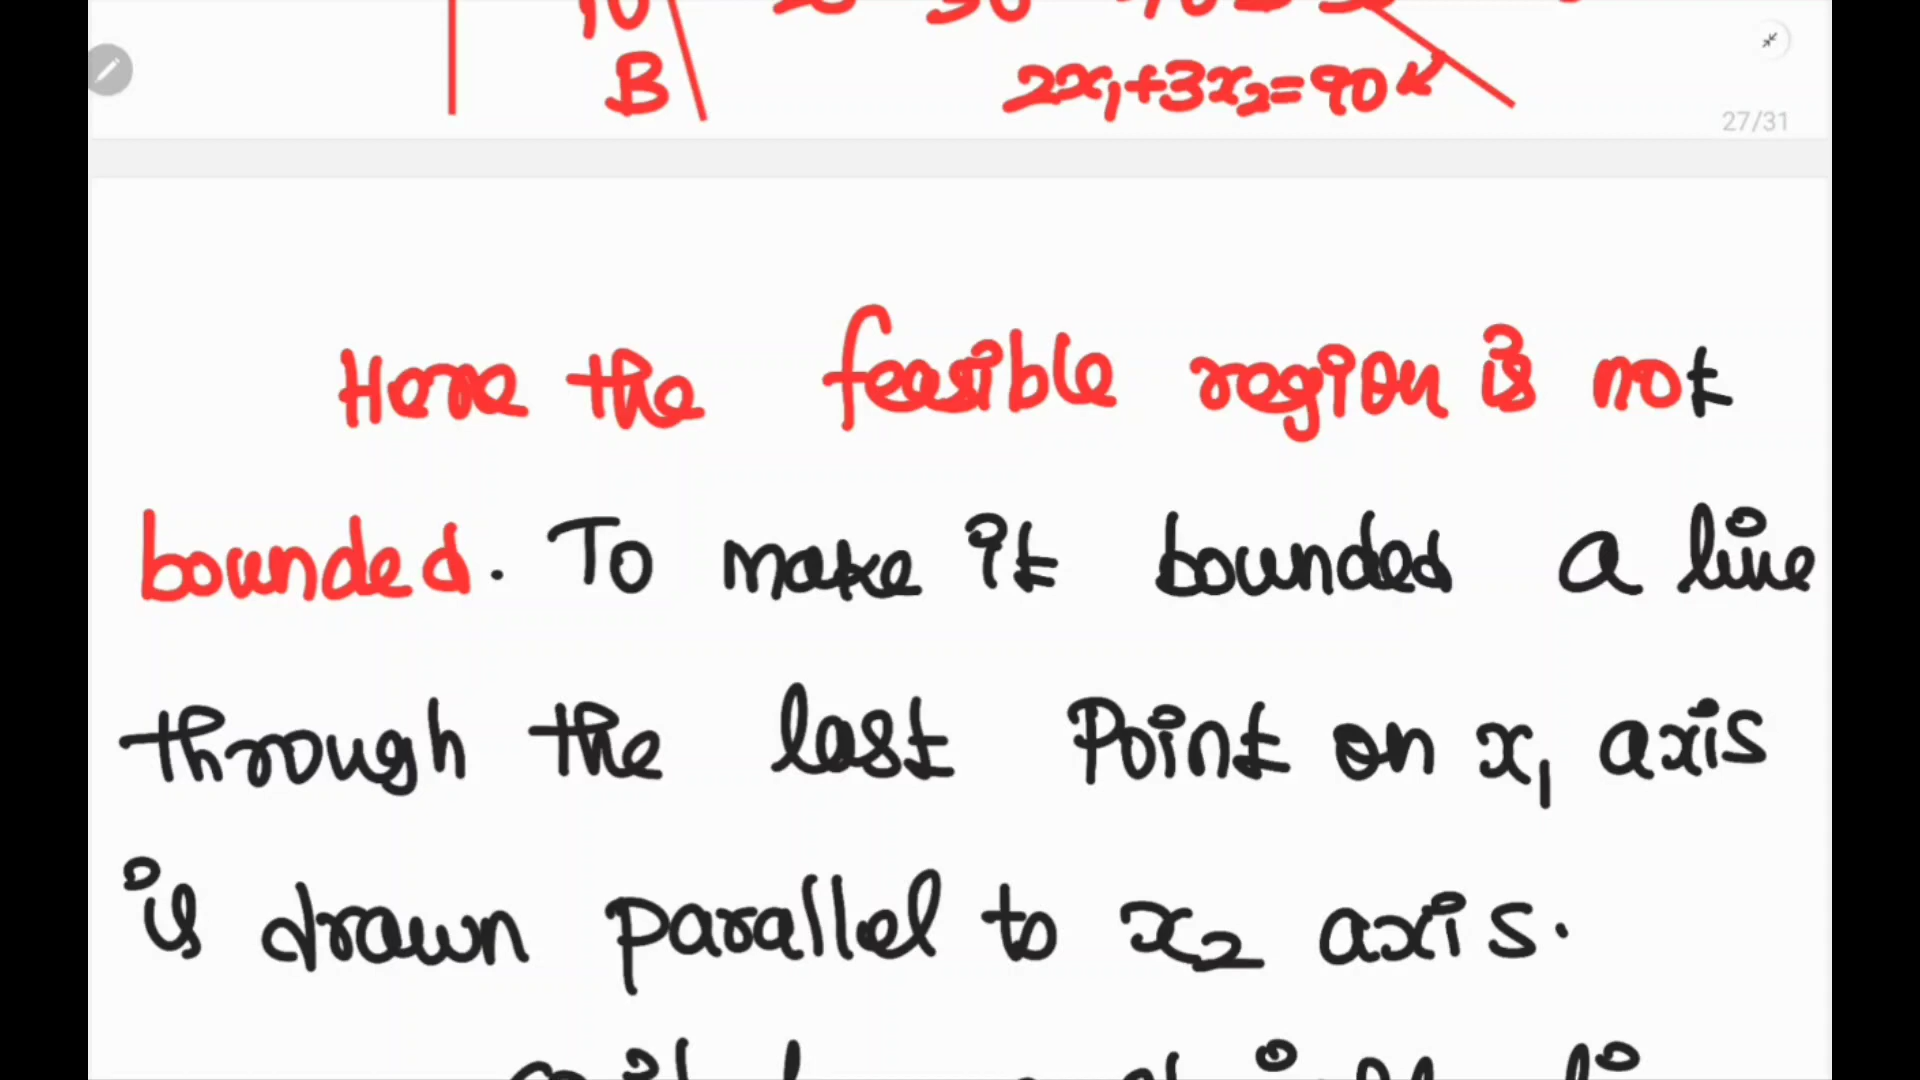 10
B
2x₁+3x₂=90
27/31
Here the feasible region is not
bounded. To make it bounded a line
through the last Point on x₁ axis
is drawn parallel to x₂ axis.